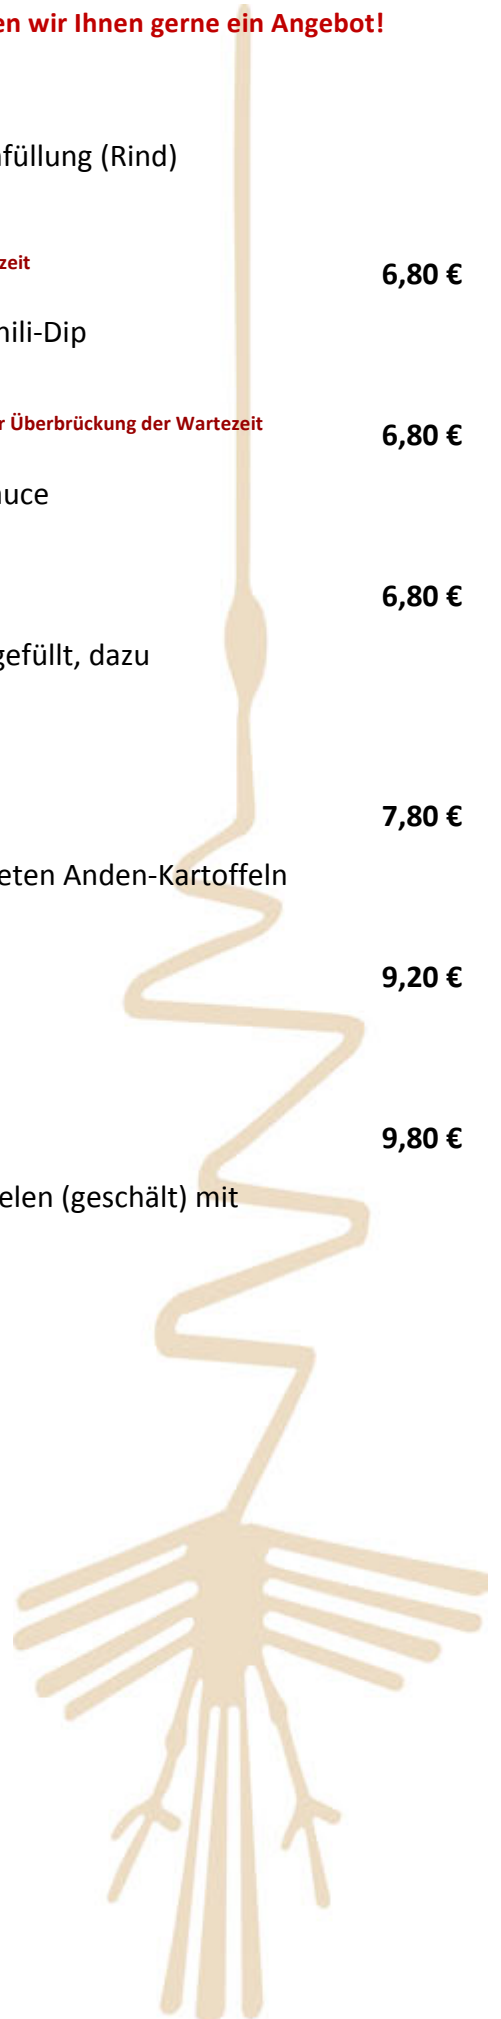 en wir Ihnen gerne ein Angebot!
füllung (Rind)
zeit
6,80 €
hili-Dip
r Überbrückung der Wartezeit
6,80 €
uce
6,80 €
gefüllt, dazu
7,80 €
eten Anden-Kartoffeln
9,20 €
9,80 €
elen (geschält) mit